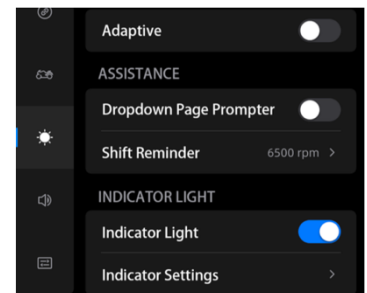 Adaptive
ASSISTANCE
Dropdown Page Prompter
Shift Reminder 6500 rpm >
INDICATOR LIGHT
Indicator Light
Indicator Settings >